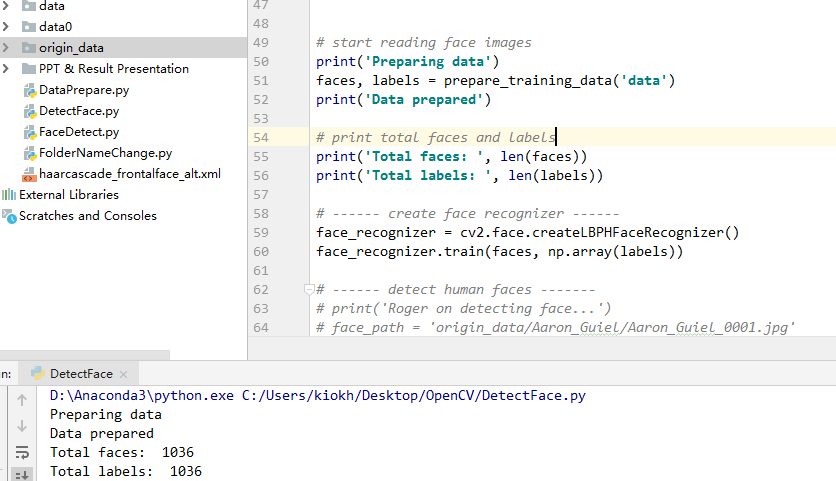 data
data0
origin_data
PPT & Result Presentation
DataPrepare.py
DetectFace.py
FaceDetect.py
FolderNameChange.py
haarcascade_frontalface_alt.xml
External Libraries
Scratches and Consoles
47
48
49 # start reading face images
50 print('Preparing data')
51 faces, labels = prepare_training_data('data')
52 print('Data prepared')
53
54 # print total faces and labels
55 print('Total faces: ', len(faces))
56 print('Total labels: ', len(labels))
57
58 # ------ create face recognizer ------
59 face_recognizer = cv2.face.createLBPHFaceRecognizer()
60 face_recognizer.train(faces, np.array(labels))
61
62 # ------ detect human faces -------
63 # print('Roger on detecting face...')
64 # face_path = 'origin_data/Aaron_Guiel/Aaron_Guiel_0001.jpg'
n: DetectFace ×
D:\Anaconda3\python.exe C:/Users/kiokh/Desktop/OpenCV/DetectFace.py
Preparing data
Data prepared
Total faces:  1036
Total labels:  1036